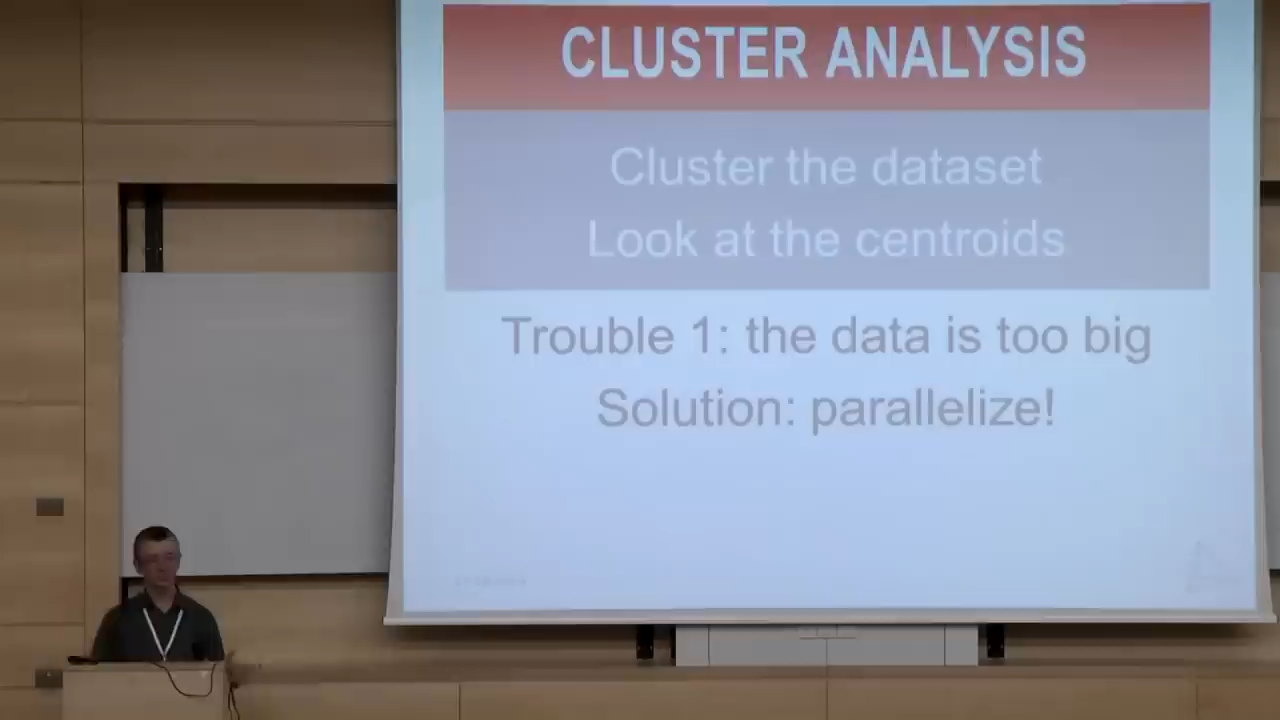 CLUSTER ANALYSIS
Cluster the dataset
Look at the centroids
Trouble 1: the data is too big
Solution: parallelize!